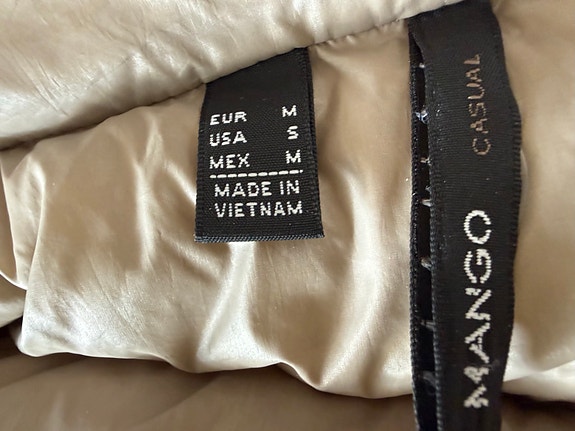 EUR M
USA S
MEX M
MADE IN
VIETNAM
MANGO
CASUAL